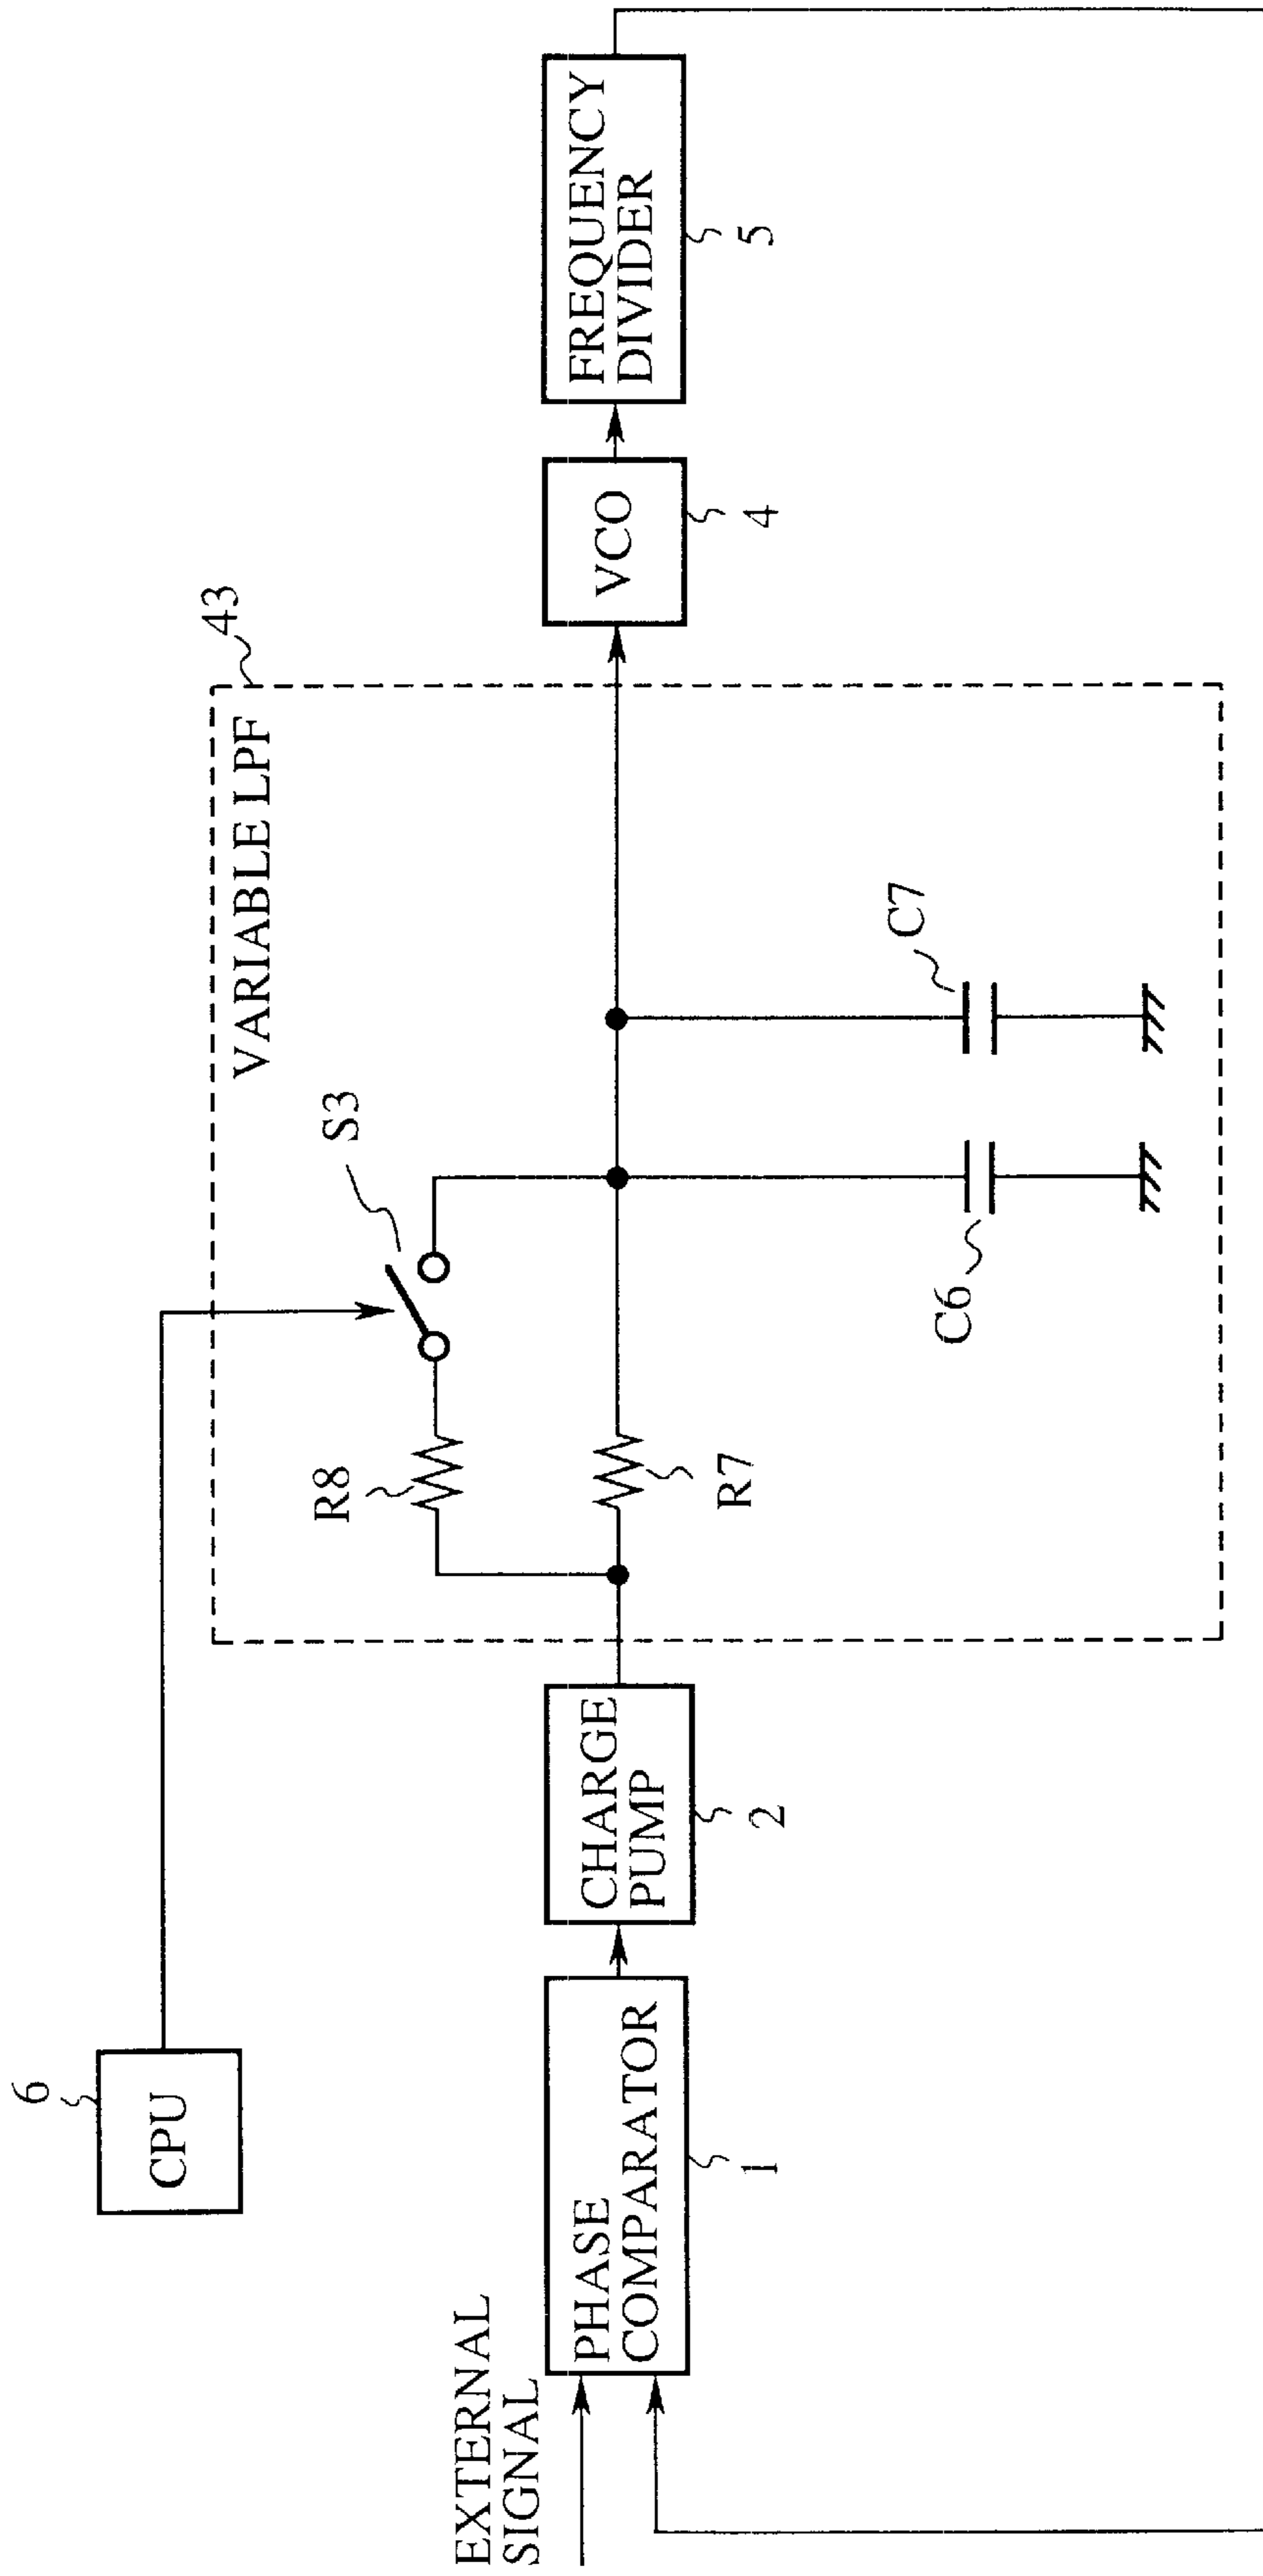 6
CPU
EXTERNAL
SIGNAL
PHASE
COMPARATOR
1
CHARGE
PUMP
2
VARIABLE LPF
43
R8
S3
R7
C6
C7
VCO
4
FREQUENCY
DIVIDER
5